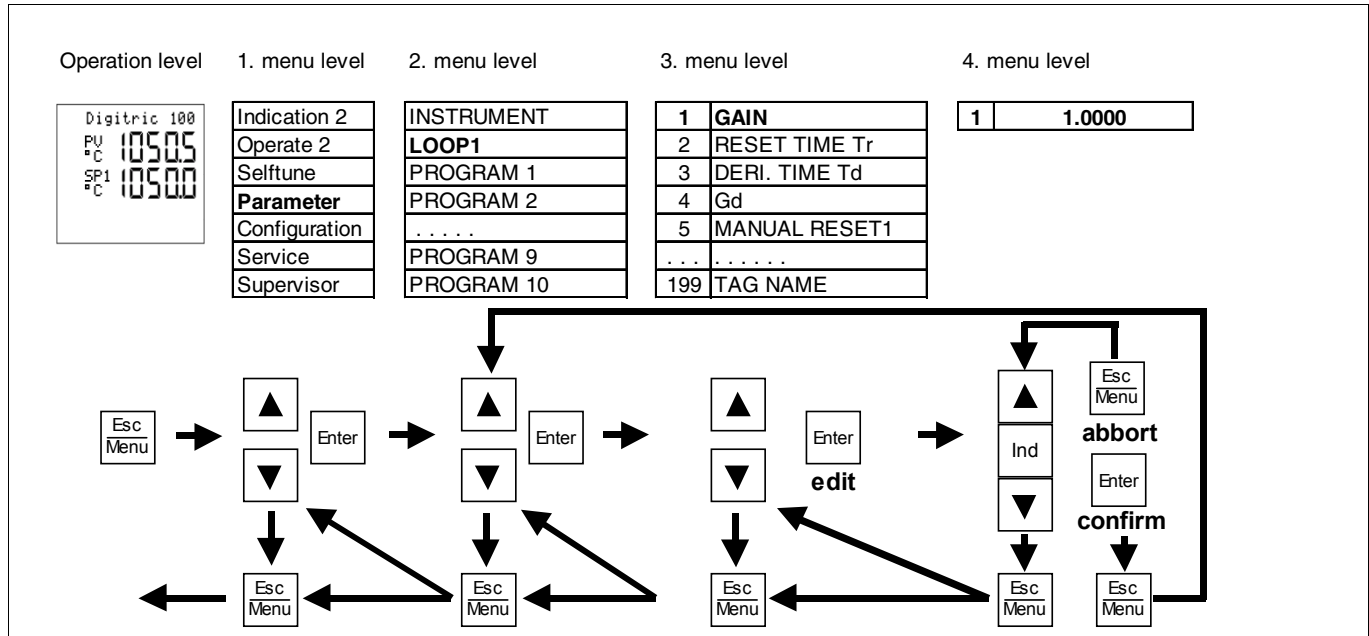 Operation level 1. menu level 2. menu level 3. menu level 4. menu level
Digitric 100
PV °C 1050.5
SP1 °C 1050.0
Indication 2
Operate 2
Selftune
Parameter
Configuration
Service
Supervisor
INSTRUMENT
LOOP1
PROGRAM 1
PROGRAM 2
. . . . .
PROGRAM 9
PROGRAM 10
1 GAIN
2 RESET TIME Tr
3 DERI. TIME Td
4 Gd
5 MANUAL RESET1
. . . . . . . . .
199 TAG NAME
1 1.0000
Esc
Menu
Enter
Enter
Enter
edit
Ind
Esc
Menu
abbort
Enter
confirm
Esc
Menu
Esc
Menu
Esc
Menu
Esc
Menu
Esc
Menu